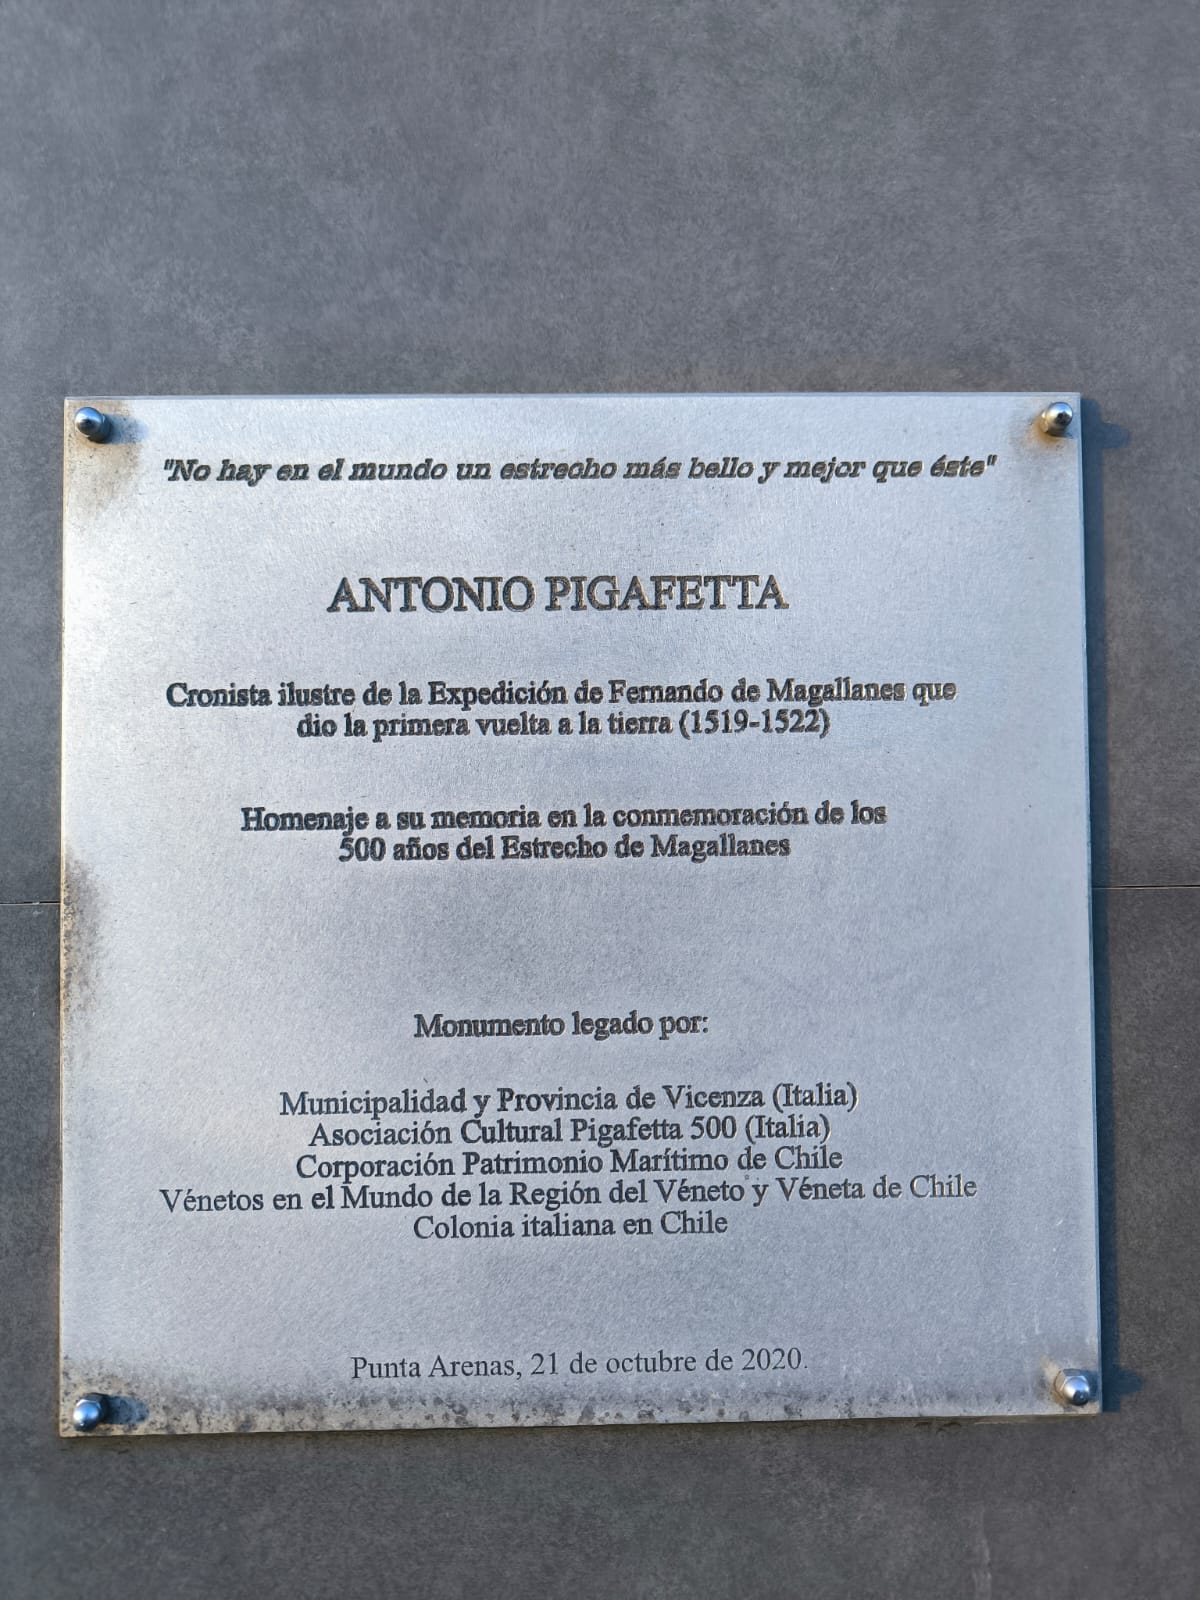 "No hay en el mundo un estrecho más bello y mejor que éste"
ANTONIO PIGAFETTA
Cronista ilustre de la Expedición de Fernando de Magallanes que
dio la primera vuelta a la tierra (1519-1522)
Homenaje a su memoria en la conmemoración de los
500 años del Estrecho de Magallanes
Monumento legado por:
Municipalidad y Provincia de Vicenza (Italia)
Asociación Cultural Pigafetta 500 (Italia)
Corporación Patrimonio Marítimo de Chile
Vénetos en el Mundo de la Región del Véneto y Véneta de Chile
Colonia italiana en Chile
Punta Arenas, 21 de octubre de 2020.